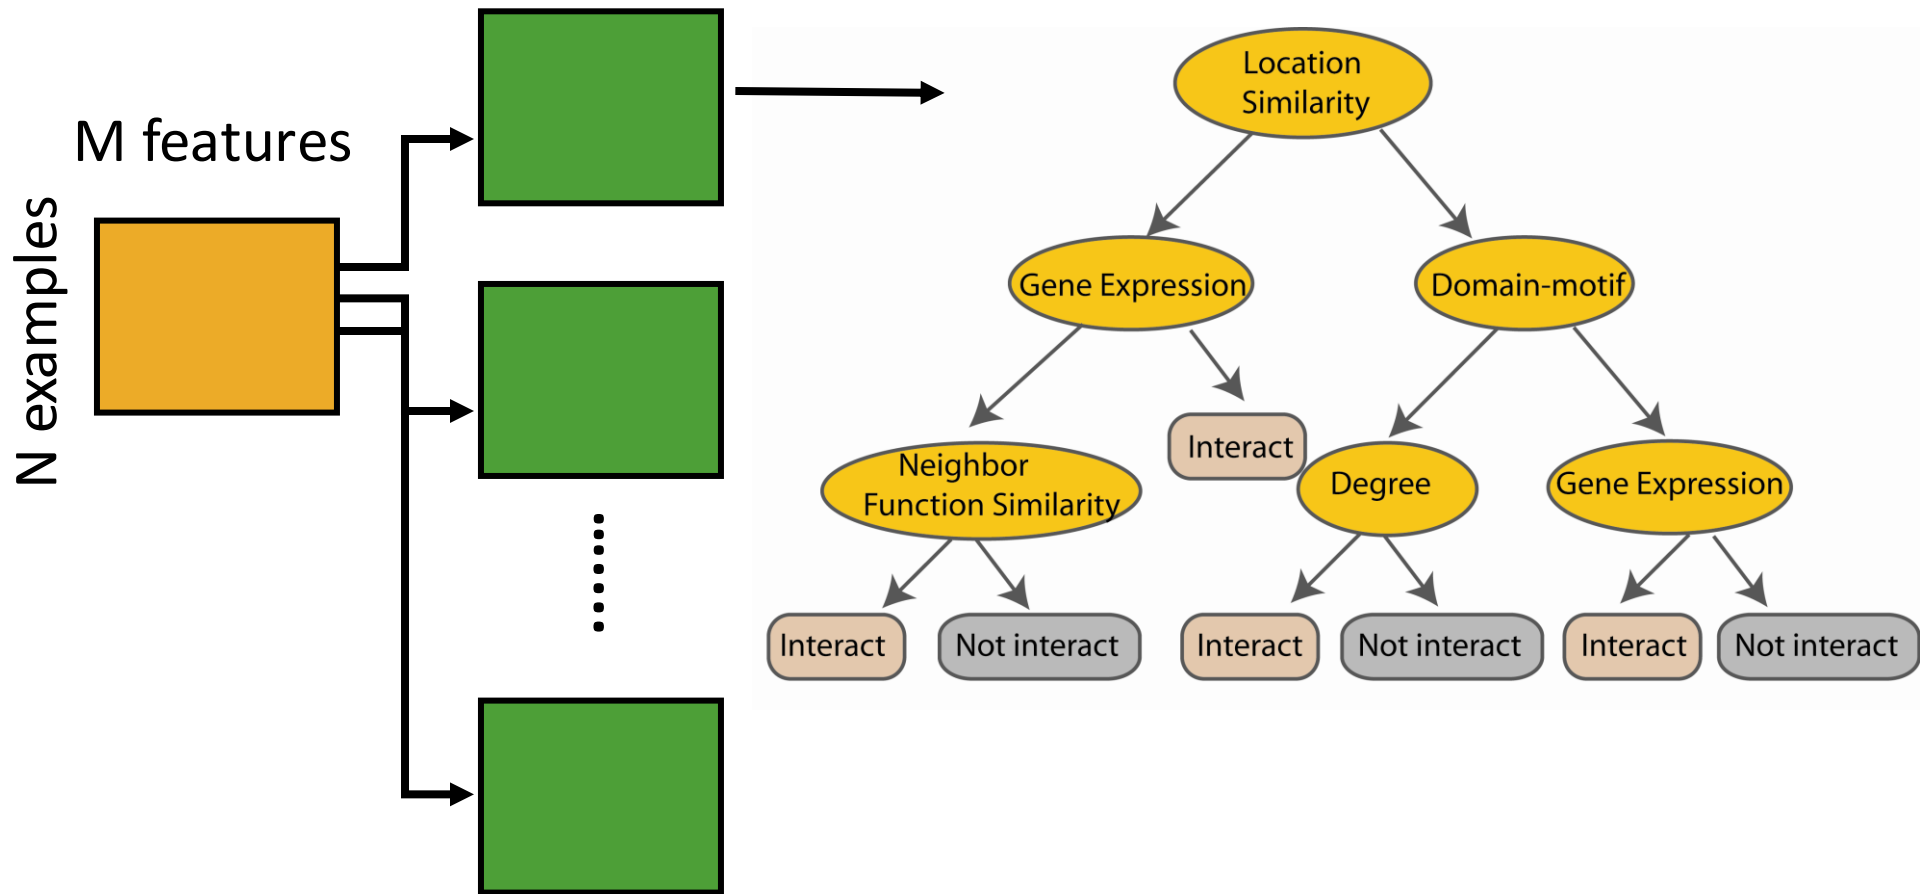 M features
N examples
Location
Similarity
Gene Expression
Domain-motif
Interact
Neighbor
Function Similarity
Degree
Gene Expression
Interact
Not interact
Interact
Not interact
Interact
Not interact